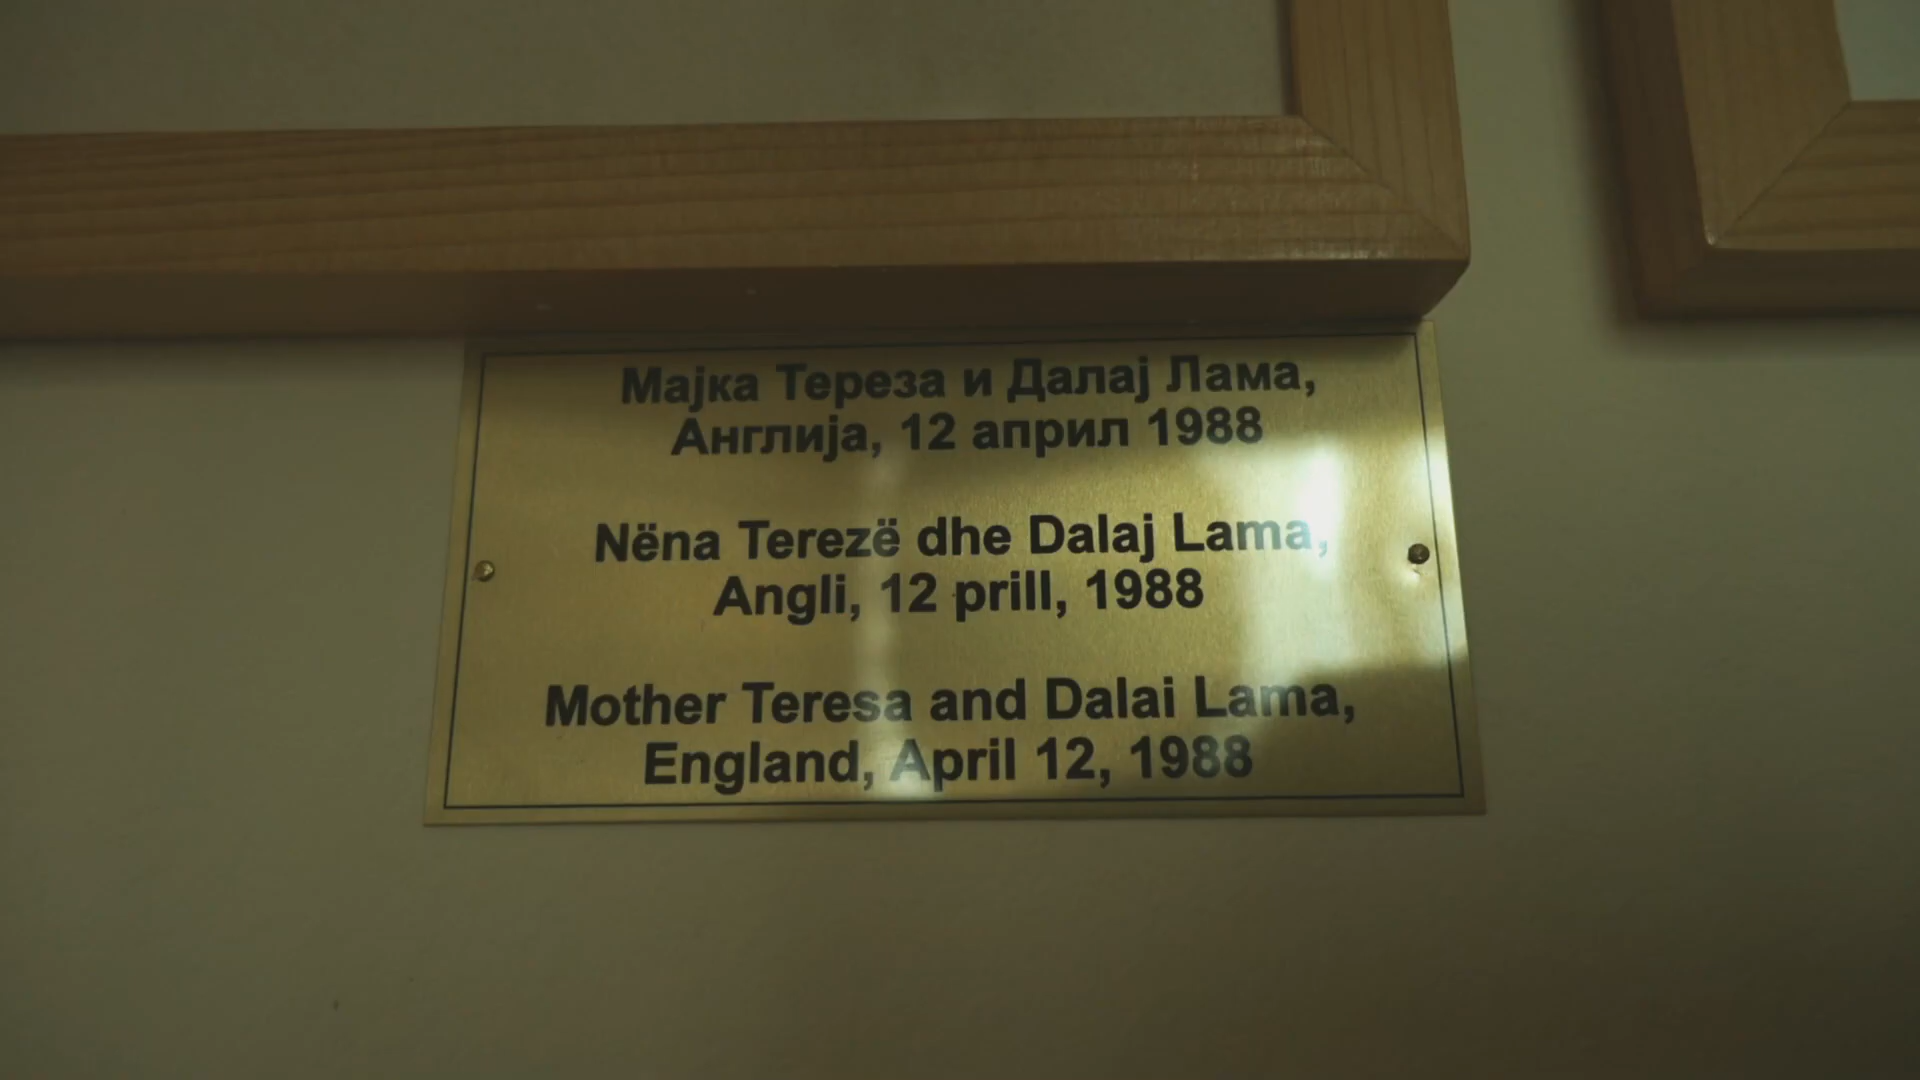 Мајка Тереза и Далај Лама,
Англија, 12 април 1988
Nëna Terezë dhe Dalaj Lama,
Angli, 12 prill, 1988
Mother Teresa and Dalai Lama,
England, April 12, 1988